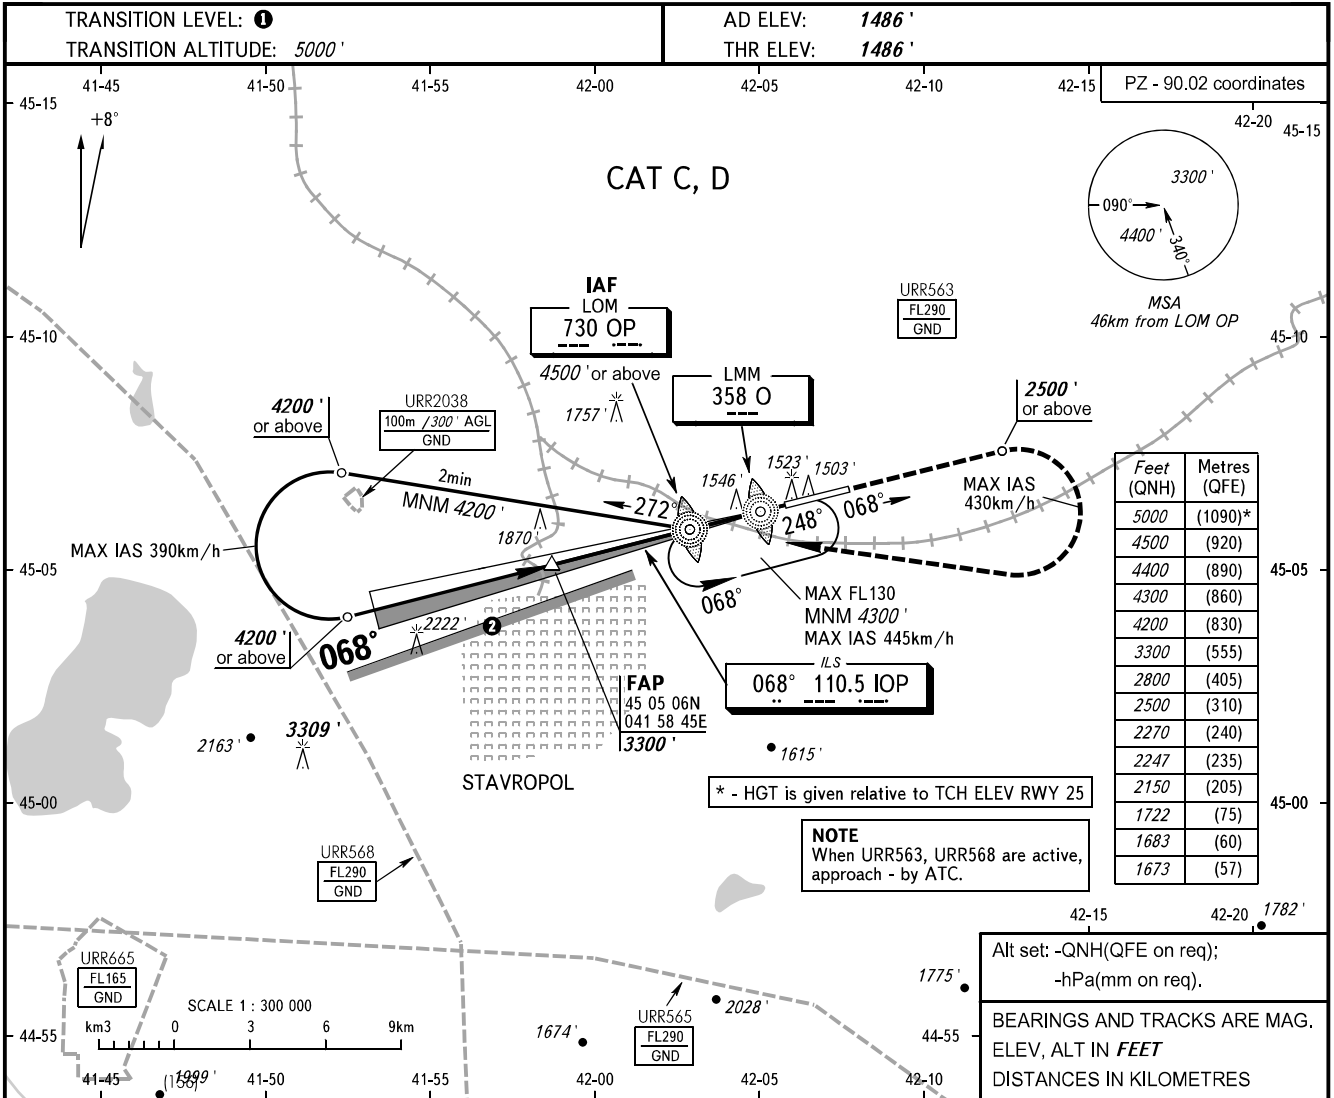 TRANSITION LEVEL: ❶
TRANSITION ALTITUDE: 5000 '
AD ELEV: 1486 '
THR ELEV: 1486 '
41-45 41-50 41-55 42-00 42-05 42-10 42-15
PZ - 90.02 coordinates
45-15
42-20 45-15
+8°
CAT C, D
3300 '
090°
4400 '
340°
MSA
46km from LOM OP
IAF
LOM
730 OP
4500 ' or above
URR563
FL290
GND
45-10
45-10
LMM
358 O
2500 '
or above
4200 '
or above
URR2038
100m / 300 ' AGL
GND
1757 '
2min
MNM 4200 '
272°
1546 '
1523 '
1503 '
068°
248°
MAX IAS
430km/h
1870 '
MAX IAS 390km/h
45-05
45-05
068°
MAX FL130
MNM 4300 '
MAX IAS 445km/h
4200 '
or above
068°
2222 '
❷
ILS
068° 110.5 IOP
FAP
45 05 06N
041 58 45E
3300 '
2163 '
3309 '
1615 '
STAVROPOL
Feet (QNH) Metres (QFE)
5000 (1090)*
4500 (920)
4400 (890)
4300 (860)
4200 (830)
3300 (555)
2800 (405)
2500 (310)
2270 (240)
2247 (235)
2150 (205)
1722 (75)
1683 (60)
1673 (57)
* - HGT is given relative to TCH ELEV RWY 25
45-00
45-00
NOTE
When URR563, URR568 are active,
approach - by ATC.
URR568
FL290
GND
42-15 42-20 1782 '
URR665
FL165
GND
SCALE 1 : 300 000
km3 0 3 6 9km
1775 '
2028 '
URR565
FL290
GND
1674 '
44-55
44-55
Alt set: -QNH(QFE on req);
-hPa(mm on req).
BEARINGS AND TRACKS ARE MAG.
ELEV, ALT IN FEET
DISTANCES IN KILOMETRES
41-45 41-50 41-55 42-00 42-05 42-10